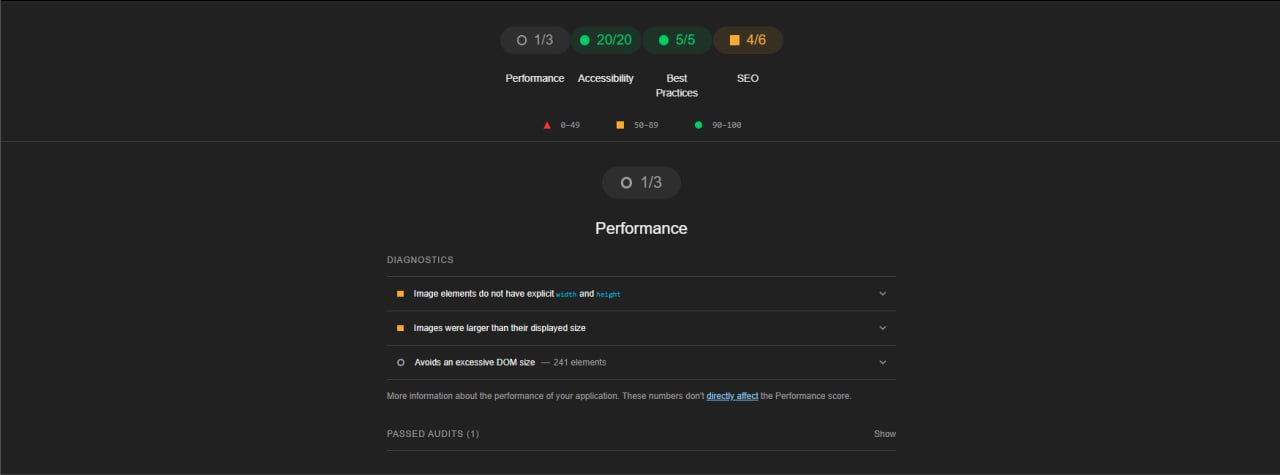 1/3 20/20 5/5 4/6
Performance Accessibility Best Practices SEO
0–49 50–89 90–100
1/3
Performance
DIAGNOSTICS
Image elements do not have explicit width and height
Images were larger than their displayed size
Avoids an excessive DOM size — 241 elements
More information about the performance of your application. These numbers don't directly affect the Performance score.
PASSED AUDITS (1) Show